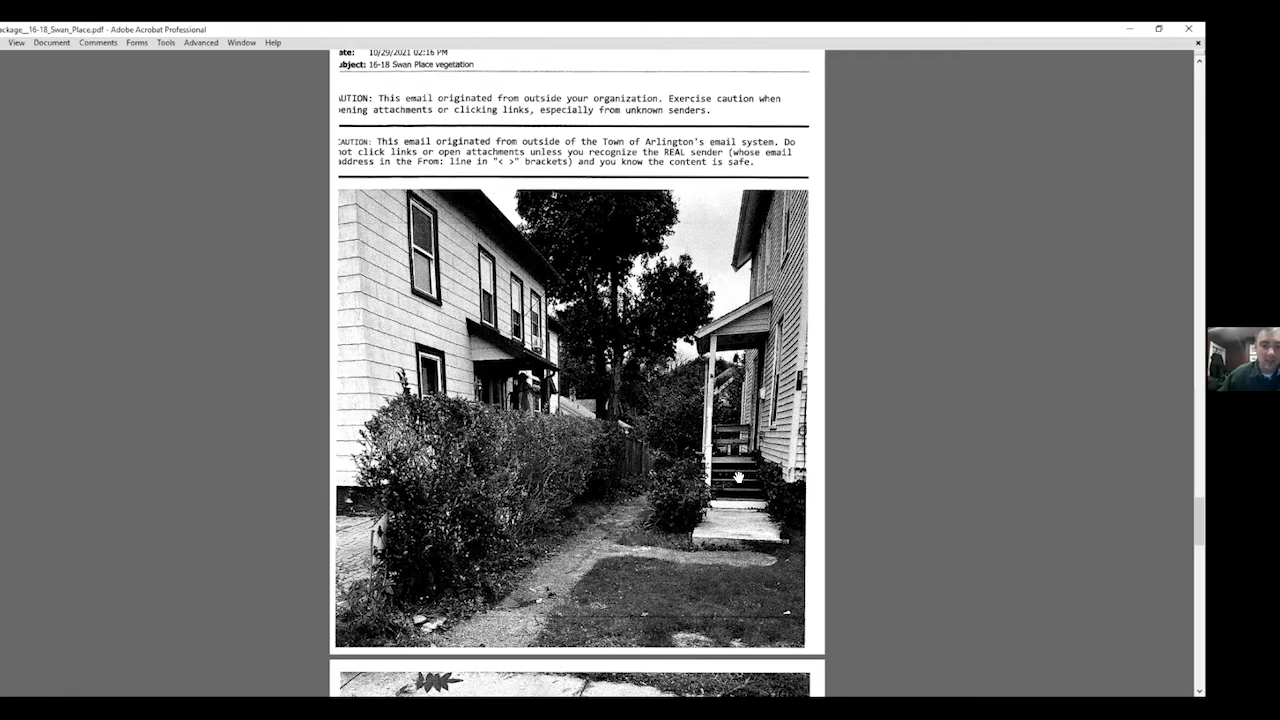 ackage__16-18_Swan_Place.pdf - Adobe Acrobat Professional
View Document Comments Forms Tools Advanced Window Help
ate: 10/29/2021 02:16 PM
ubject: 16-18 Swan Place vegetation
AUTION: This email originated from outside your organization. Exercise caution when
pening attachments or clicking links, especially from unknown senders.
CAUTION: This email originated from outside of the Town of Arlington's email system. Do
not click links or open attachments unless you recognize the REAL sender (whose email
address in the From: line in "< >" brackets) and you know the content is safe.